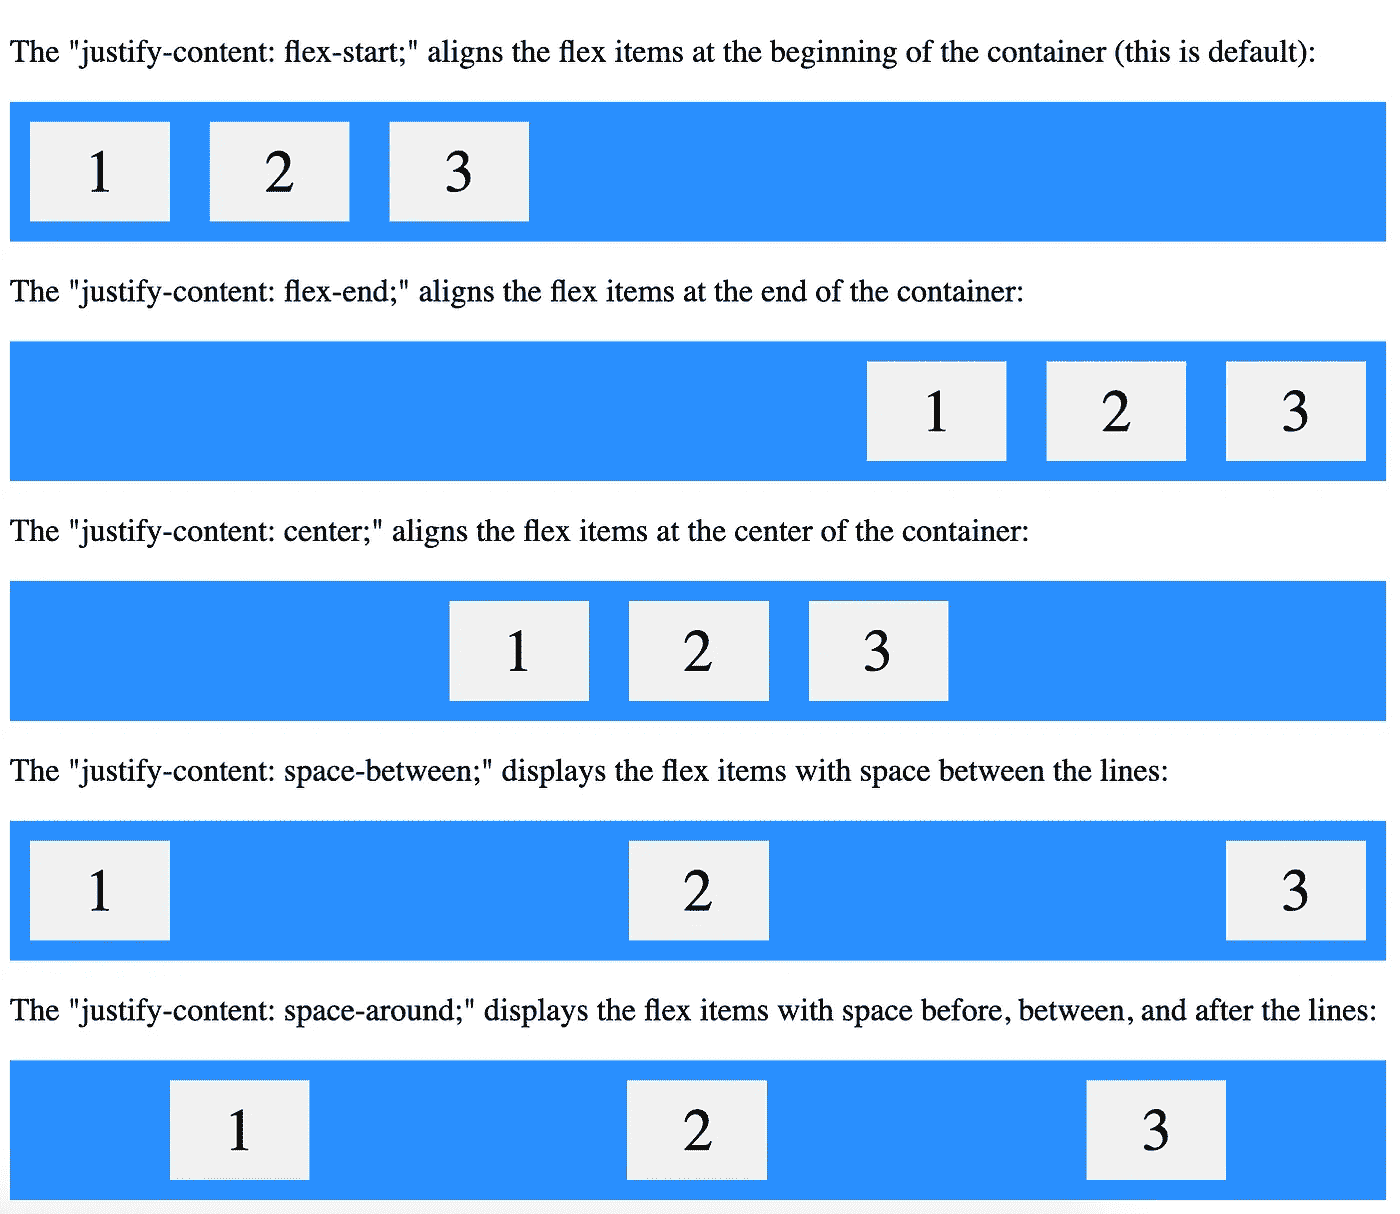 The "justify-content: flex-start;" aligns the flex items at the beginning of the container (this is default):
1 2 3
The "justify-content: flex-end;" aligns the flex items at the end of the container:
1 2 3
The "justify-content: center;" aligns the flex items at the center of the container:
1 2 3
The "justify-content: space-between;" displays the flex items with space between the lines:
1 2 3
The "justify-content: space-around;" displays the flex items with space before, between, and after the lines:
1 2 3